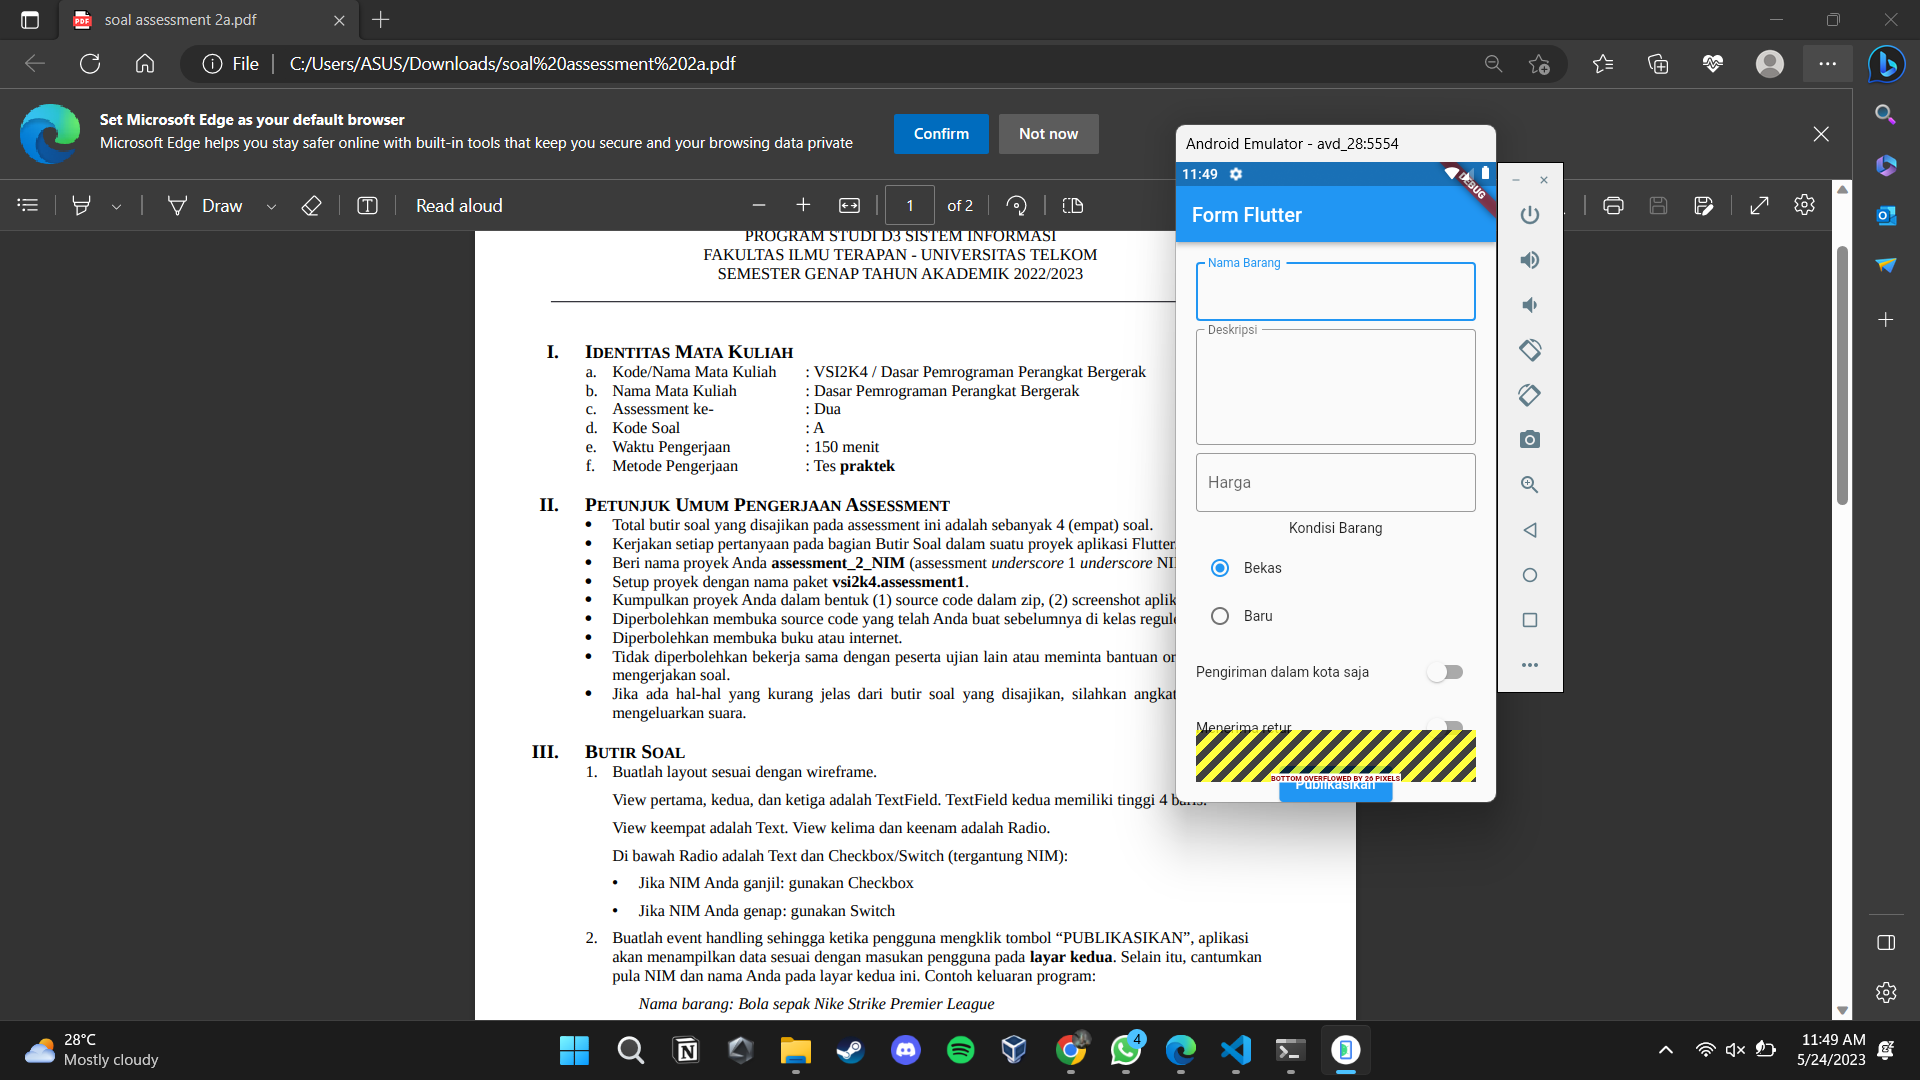 soal assessment 2a.pdf
File
C:/Users/ASUS/Downloads/soal%20assessment%202a.pdf
Set Microsoft Edge as your default browser
Microsoft Edge helps you stay safer online with built-in tools that keep you secure and your browsing data private
Confirm
Not now
Draw
Read aloud
1
of 2
PROGRAM STUDI D3 SISTEM INFORMASI
FAKULTAS ILMU TERAPAN - UNIVERSITAS TELKOM
SEMESTER GENAP TAHUN AKADEMIK 2022/2023
I. IDENTITAS MATA KULIAH
a. Kode/Nama Mata Kuliah : VSI2K4 / Dasar Pemrograman Perangkat Bergerak
b. Nama Mata Kuliah : Dasar Pemrograman Perangkat Bergerak
c. Assessment ke- : Dua
d. Kode Soal : A
e. Waktu Pengerjaan : 150 menit
f. Metode Pengerjaan : Tes praktek
II. PETUNJUK UMUM PENGERJAAN ASSESSMENT
• Total butir soal yang disajikan pada assessment ini adalah sebanyak 4 (empat) soal.
• Kerjakan setiap pertanyaan pada bagian Butir Soal dalam suatu proyek aplikasi Flutter
• Beri nama proyek Anda assessment_2_NIM (assessment underscore 1 underscore
• Setup proyek dengan nama paket vsi2k4.assessment1.
• Kumpulkan proyek Anda dalam bentuk (1) source code dalam zip, (2) screenshot
• Diperbolehkan membuka source code yang telah Anda buat sebelumnya di kelas
• Diperbolehkan membuka buku atau internet.
• Tidak diperbolehkan bekerja sama dengan peserta ujian lain atau meminta bantuan
mengerjakan soal.
• Jika ada hal-hal yang kurang jelas dari butir soal yang disajikan, silahkan
mengeluarkan suara.
III. BUTIR SOAL
1. Buatlah layout sesuai dengan wireframe.
View pertama, kedua, dan ketiga adalah TextField. TextField kedua memiliki tinggi 4 baris.
View keempat adalah Text. View kelima dan keenam adalah Radio.
Di bawah Radio adalah Text dan Checkbox/Switch (tergantung NIM):
• Jika NIM Anda ganjil: gunakan Checkbox
• Jika NIM Anda genap: gunakan Switch
2. Buatlah event handling sehingga ketika pengguna mengklik tombol “PUBLIKASIKAN”, aplikasi
akan menampilkan data sesuai dengan masukan pengguna pada layar kedua. Selain itu, cantumkan
pula NIM dan nama Anda pada layar kedua ini. Contoh keluaran program:
Nama barang: Bola sepak Nike Strike Premier League
Android Emulator - avd_28:5554
11:49
DEBUG
Form Flutter
Nama Barang
Deskripsi
Harga
Kondisi Barang
Bekas
Baru
Pengiriman dalam kota saja
Menerima retur
BOTTOM OVERFLOWED BY 26 PIXELS
Publikasikan
28°C
Mostly cloudy
4
11:49 AM
5/24/2023